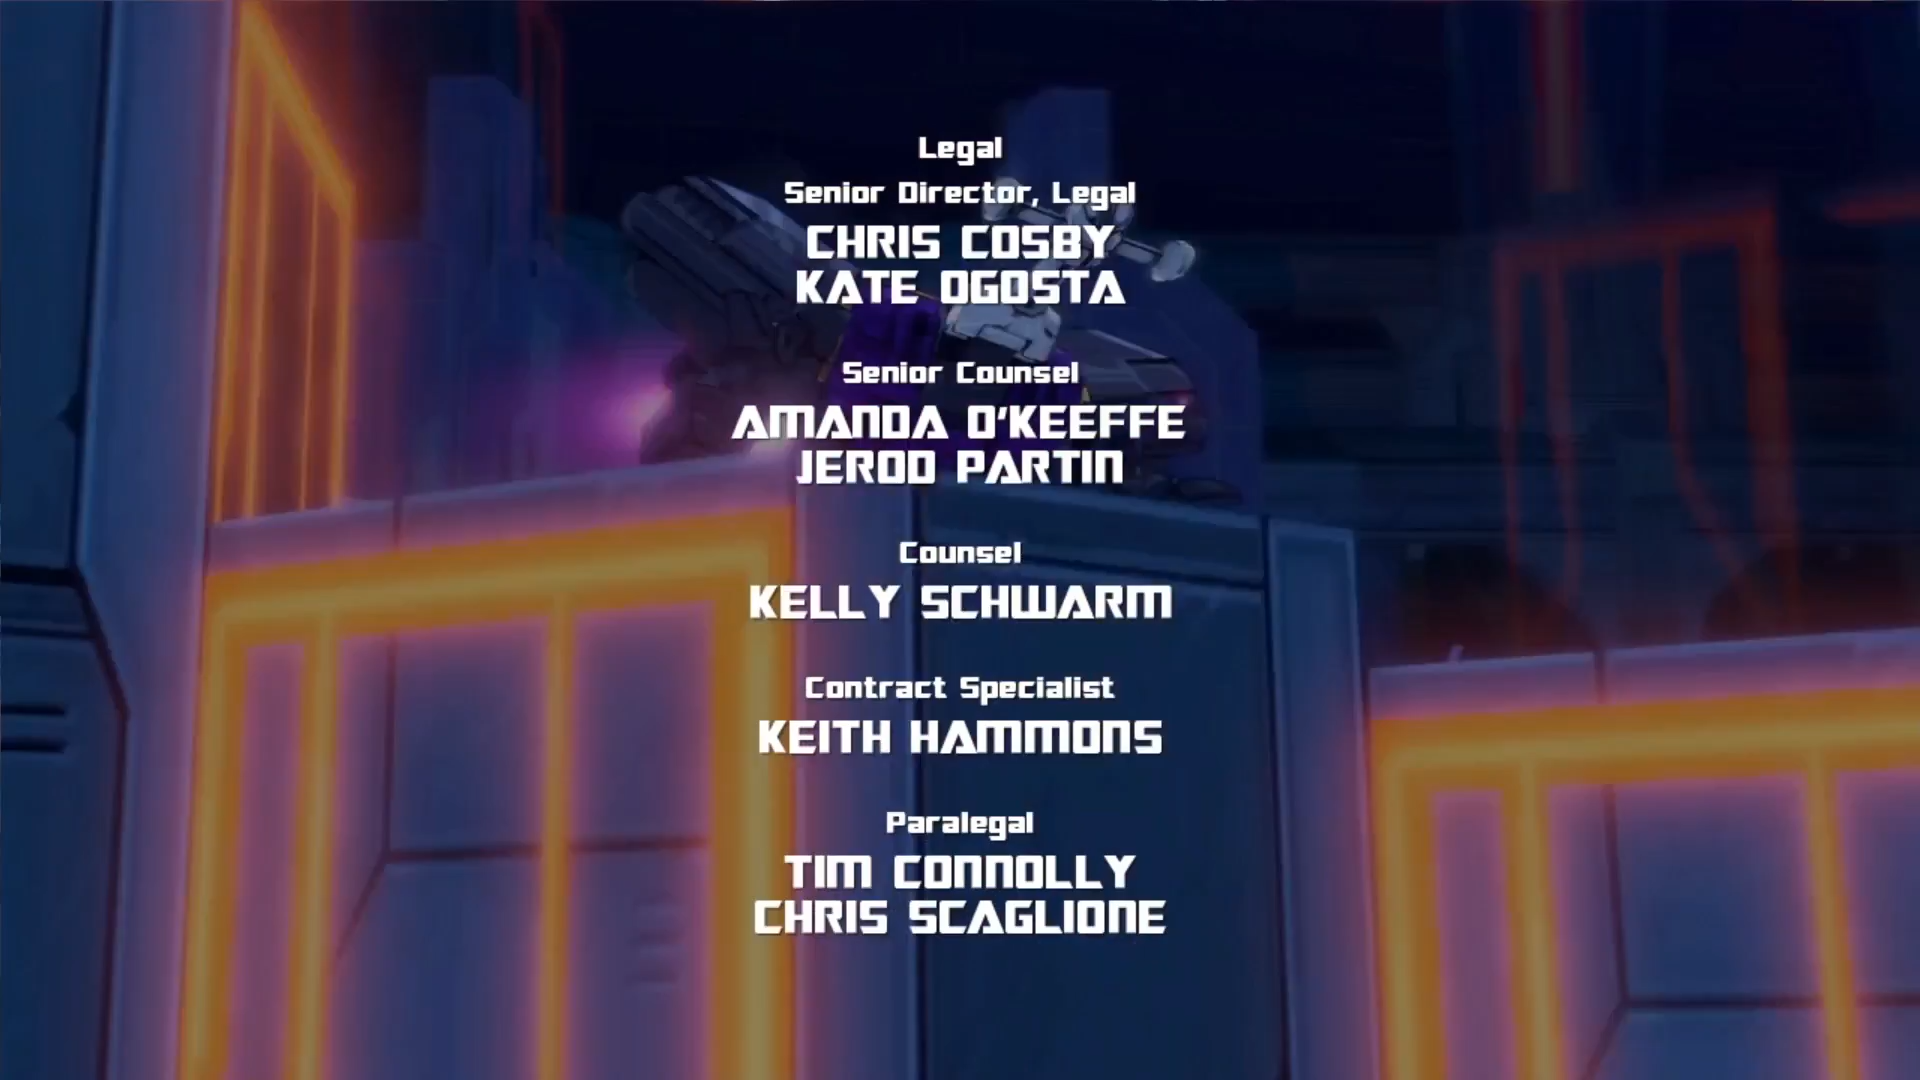 Legal
Senior Director, Legal
CHRIS COSBY
KATE OGOSTA
Senior Counsel
AMANDA O'KEEFFE
JEROD PARTIN
Counsel
KELLY SCHWARM
Contract Specialist
KEITH HAMMONS
Paralegal
TIM CONNOLLY
CHRIS SCAGLIONE